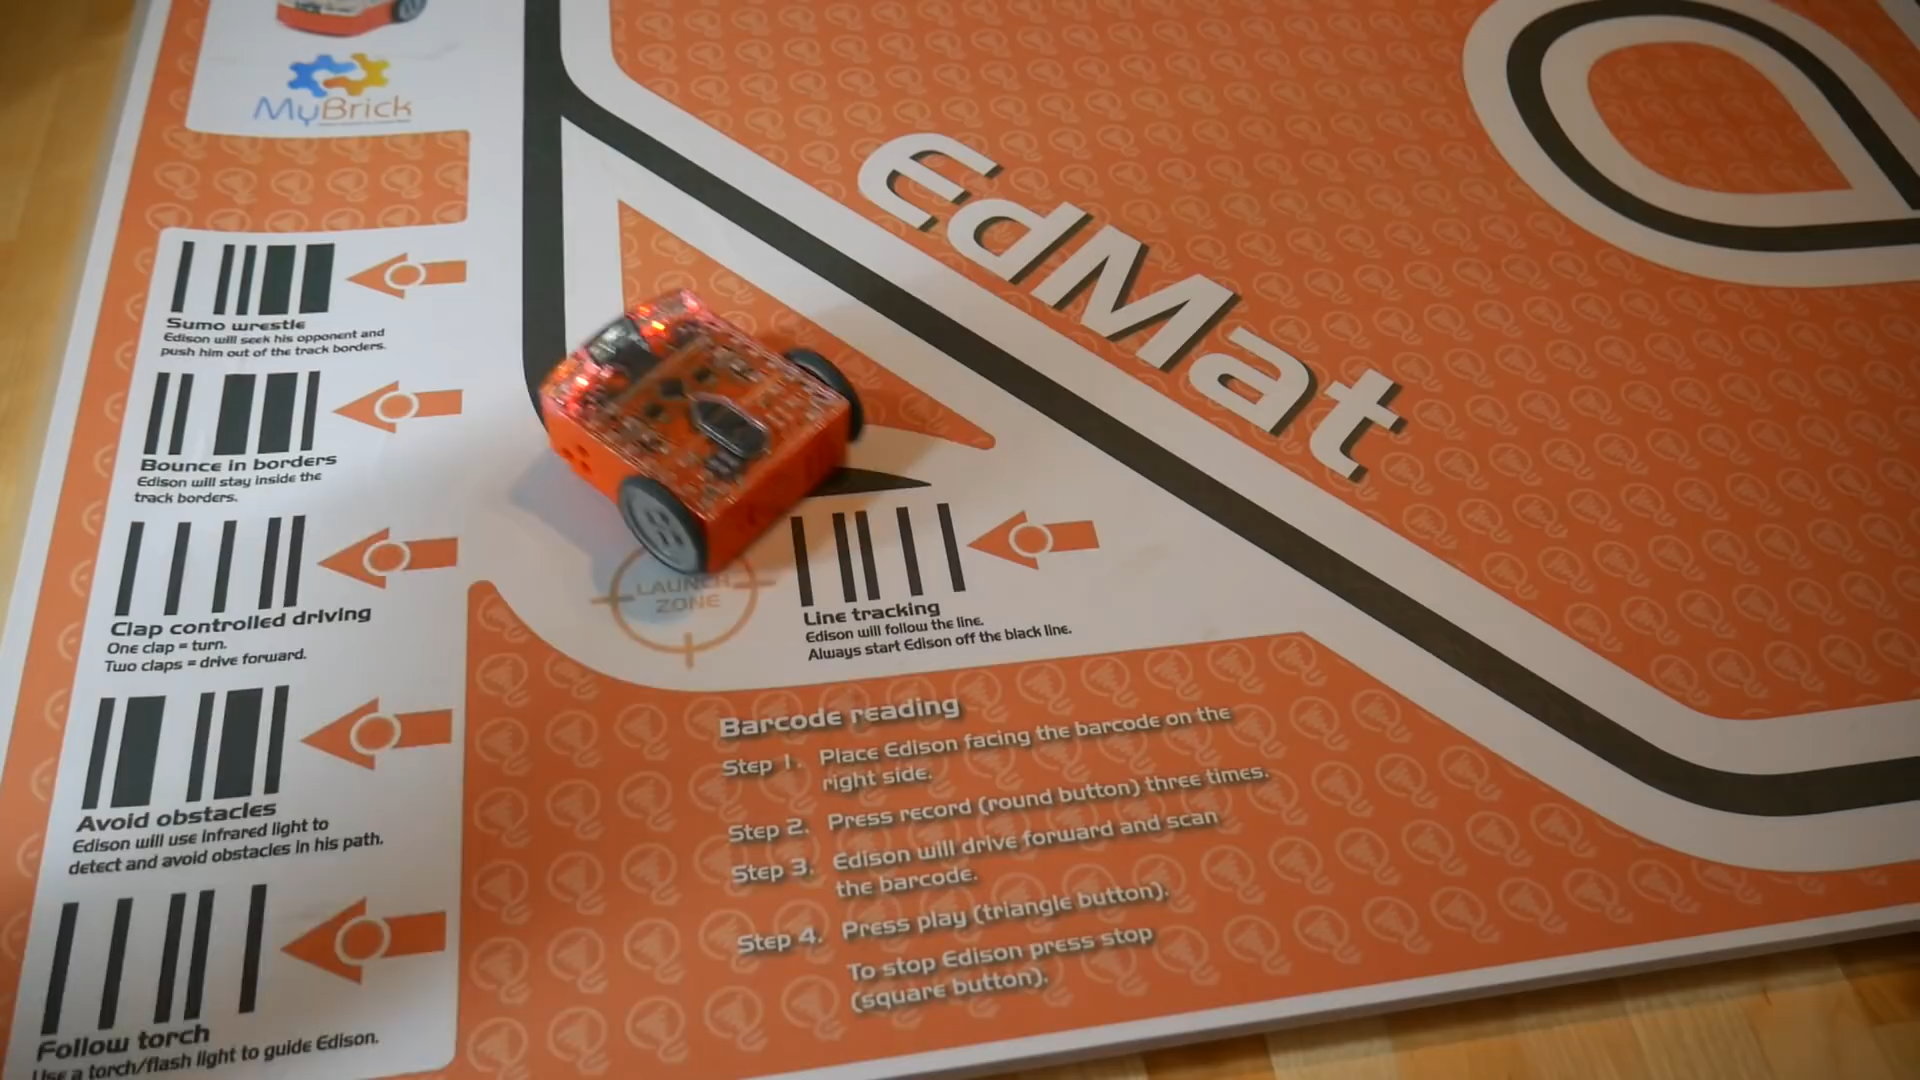 MyBrick
EdMat
Sumo wrestle
Edison will seek his opponent and
push him out of the track borders.
Bounce in borders
Edison will stay inside the
track borders.
Clap controlled driving
One clap = turn.
Two claps = drive forward.
Avoid obstacles
Edison will use infrared light to
detect and avoid obstacles in his path.
Follow torch
Use a torch/flash light to guide Edison.
LAUNCH
ZONE
Line tracking
Edison will follow the line.
Always start Edison off the black line.
Barcode reading
Step 1. Place Edison facing the barcode on the
right side.
Step 2. Press record (round button) three times.
Step 3. Edison will drive forward and scan
the barcode.
Step 4. Press play (triangle button).
To stop Edison press stop
(square button).